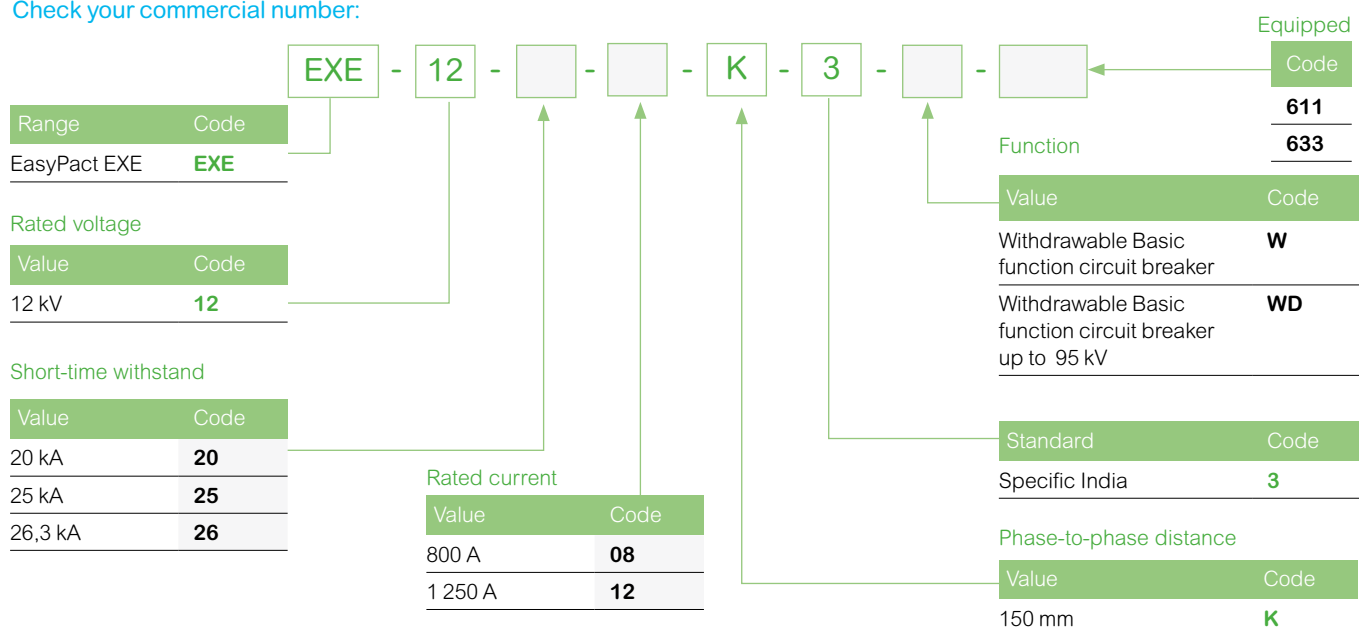 Check your commercial number:
EXE - 12 - - - K - 3 - -
Equipped
Code
611
633
Range Code
EasyPact EXE EXE
Rated voltage
Value Code
12 kV 12
Short-time withstand
Value Code
20 kA 20
25 kA 25
26,3 kA 26
Rated current
Value Code
800 A 08
1 250 A 12
Function
Value Code
Withdrawable Basic W
function circuit breaker
Withdrawable Basic WD
function circuit breaker
up to 95 kV
Standard Code
Specific India 3
Phase-to-phase distance
Value Code
150 mm K